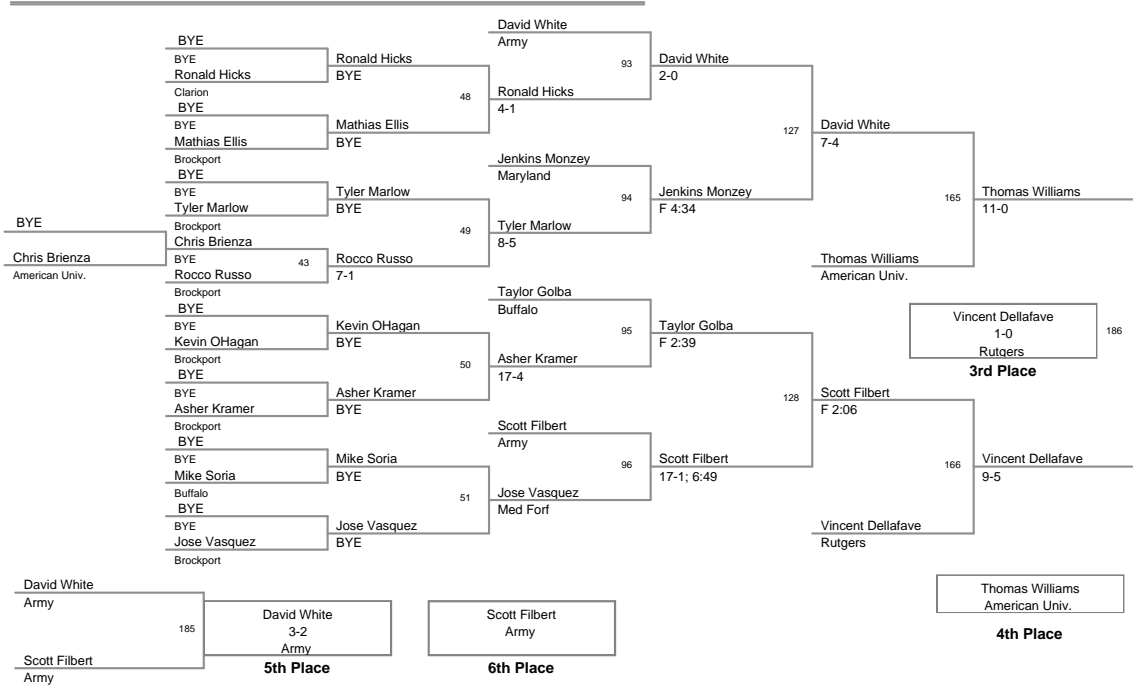 David White
Army
BYE
BYE
Ronald Hicks
Clarion
BYE
BYE
Mathias Ellis
Brockport
BYE
BYE
Tyler Marlow
Brockport
BYE
Chris Brienza
American Univ.
Chris Brienza
BYE
Rocco Russo
Brockport
BYE
BYE
Kevin OHagan
Brockport
BYE
BYE
Asher Kramer
Brockport
BYE
BYE
Mike Soria
Buffalo
BYE
BYE
Jose Vasquez
Brockport
Ronald Hicks
BYE
48
Mathias Ellis
BYE
Tyler Marlow
BYE
49
43
Rocco Russo
7-1
Kevin OHagan
BYE
50
Asher Kramer
BYE
Mike Soria
BYE
51
Jose Vasquez
BYE
93
Ronald Hicks
4-1
Jenkins Monzey
Maryland
94
Tyler Marlow
8-5
Taylor Golba
Buffalo
95
Asher Kramer
17-4
Scott Filbert
Army
96
Jose Vasquez
Med Forf
David White
2-0
127
Jenkins Monzey
F 4:34
Taylor Golba
F 2:39
128
Scott Filbert
17-1; 6:49
David White
7-4
165
Thomas Williams
American Univ.
Scott Filbert
F 2:06
166
Vincent Dellafave
Rutgers
Thomas Williams
11-0
Vincent Dellafave
1-0
Rutgers
186
3rd Place
Vincent Dellafave
9-5
Thomas Williams
American Univ.
4th Place
David White
Army
185
Scott Filbert
Army
David White
3-2
Army
5th Place
Scott Filbert
Army
6th Place